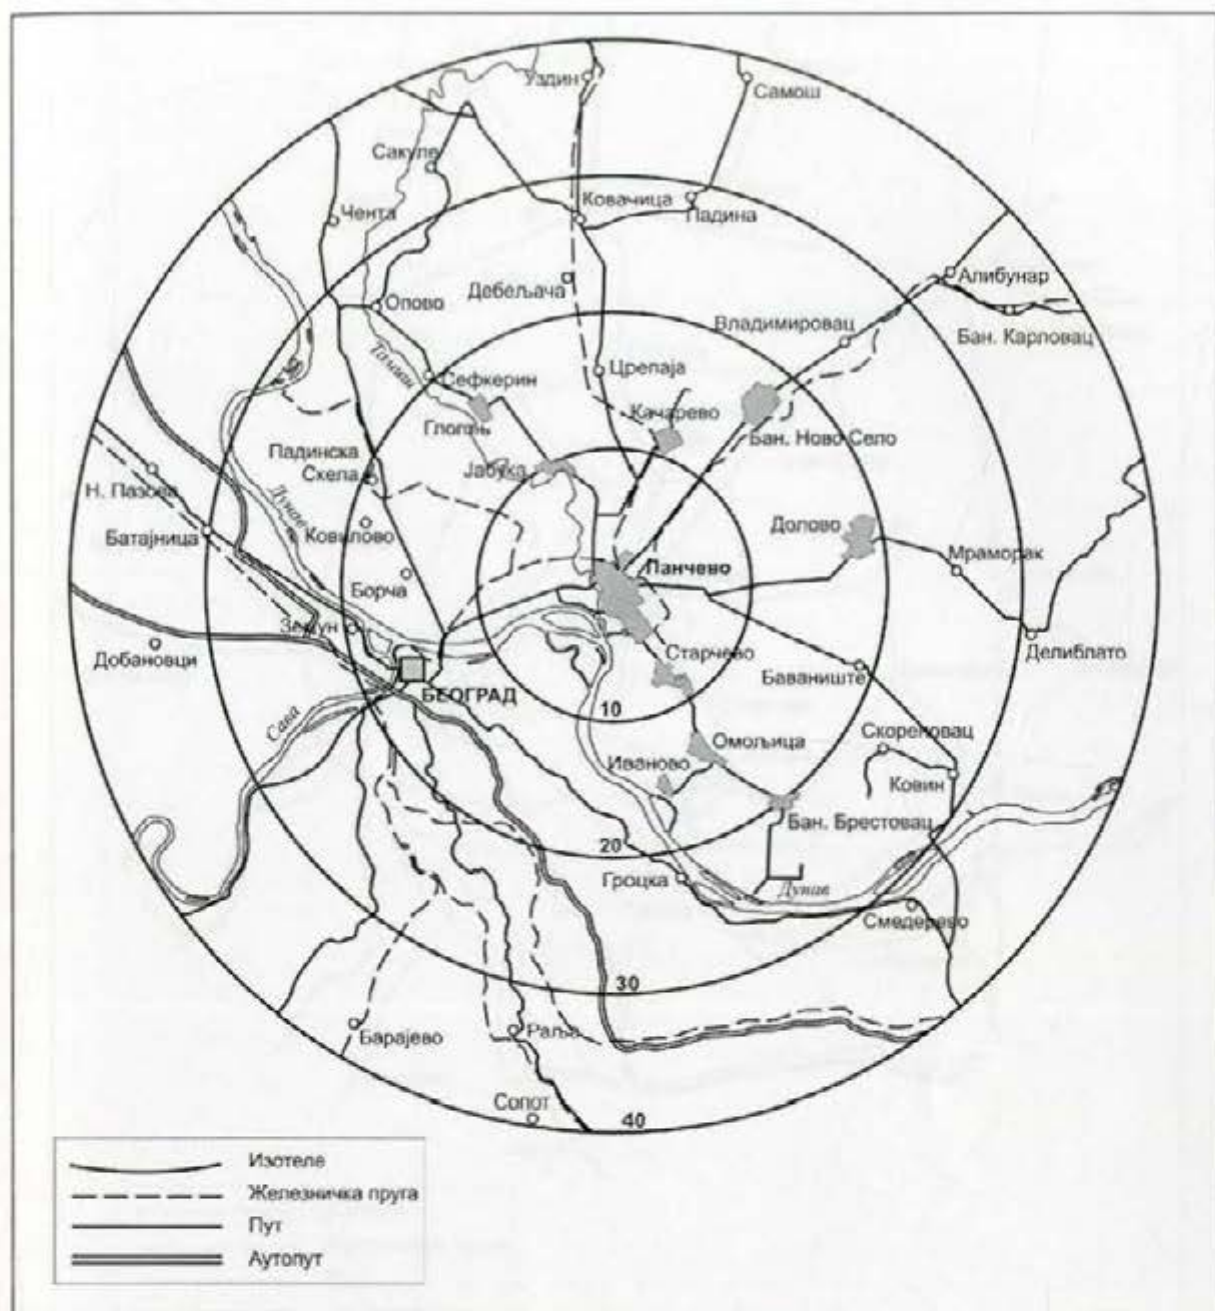 Уздин
Самош
Сакуле
Ковачица
Падина
Чента
Алибунар
Дебељача
Опово
Владимировац
Бан. Карловац
Тамиш
Сефкерин
Црепаја
Качарево
Глогоњ
Бан. Ново Село
Падинска
Скела
Јабука
Н. Пазова
Дунав
Долово
Батајница
Ковилово
Мраморак
Панчево
Борча
Земун
Добановци
Старчево
Делиблато
Баваниште
БЕОГРАД
10
Сава
Скореновац
Омољица
Иваново
Ковин
Бан. Брестовац
20
Гроцка
Дунав
Смедерево
30
Барајево
Раља
Сопот
40
Изотеле
Железничка пруга
Пут
Аутопут